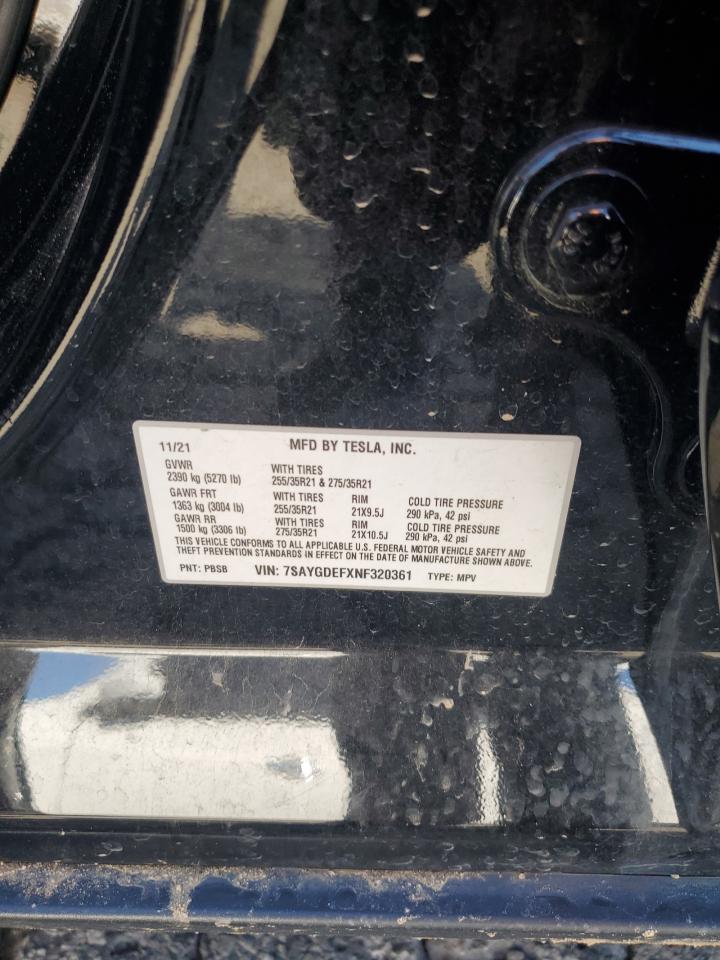 11/21 MFD BY TESLA, INC.
GVWR WITH TIRES
2390 kg (5270 lb) 255/35R21 & 275/35R21
GAWR FRT WITH TIRES RIM COLD TIRE PRESSURE
1363 kg (3004 lb) 255/35R21 21X9.5J 290 kPa, 42 psi
GAWR RR WITH TIRES RIM COLD TIRE PRESSURE
1500 kg (3306 lb) 275/35R21 21X10.5J 290 kPa, 42 psi
THIS VEHICLE CONFORMS TO ALL APPLICABLE U.S. FEDERAL MOTOR VEHICLE SAFETY AND
THEFT PREVENTION STANDARDS IN EFFECT ON THE DATE OF MANUFACTURE SHOWN ABOVE.
PNT: PBSB VIN: 7SAYGDEFXNF320361 TYPE: MPV